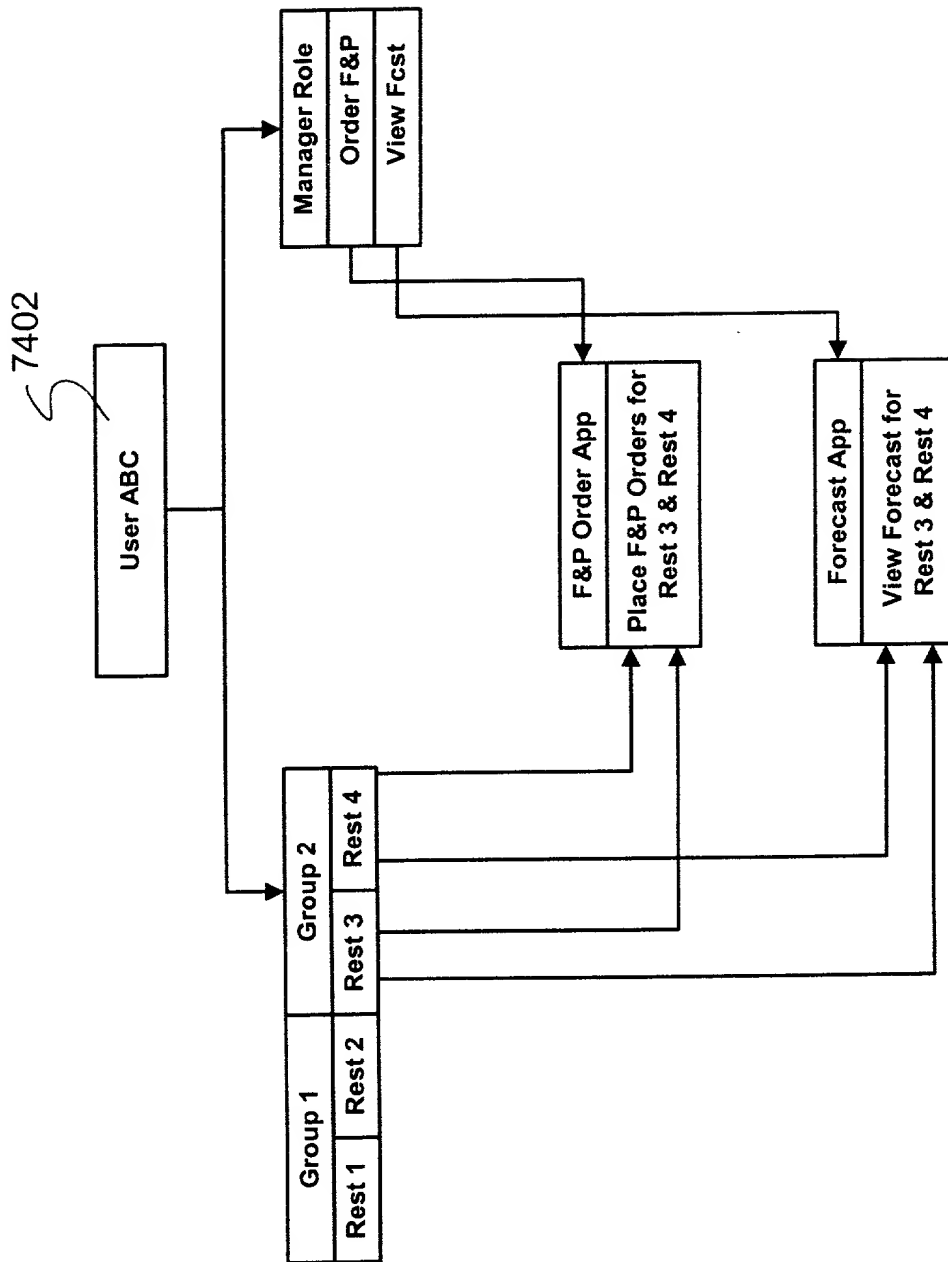 7402
User ABC
Manager Role
Order F&P
View Fcst
Group 1
Group 2
Rest 1
Rest 2
Rest 3
Rest 4
F&P Order App
Place F&P Orders for
Rest 3 & Rest 4
Forecast App
View Forecast for
Rest 3 & Rest 4